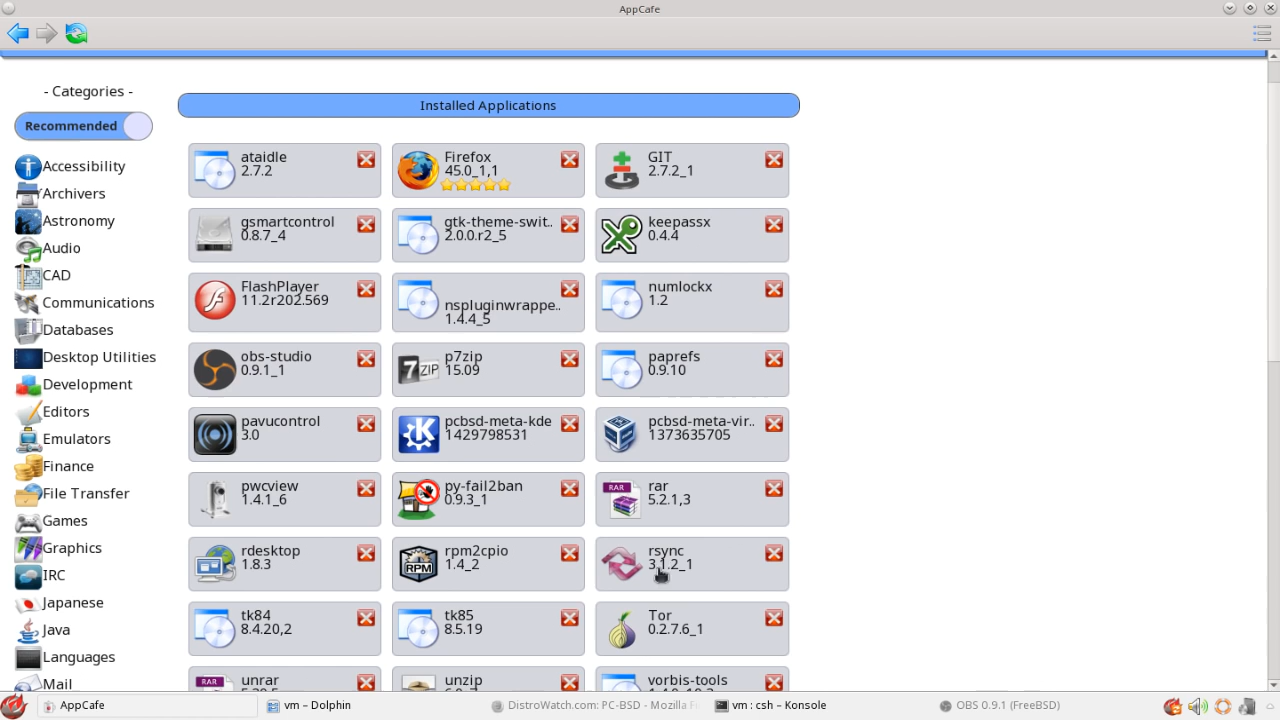 AppCafe
- Categories -
Recommended
Accessibility
Archivers
Astronomy
Audio
CAD
Communications
Databases
Desktop Utilities
Development
Editors
Emulators
Finance
File Transfer
Games
Graphics
IRC
Japanese
Java
Languages
Mail
Installed Applications
ataidle
2.7.2
Firefox
45.0_1,1
GIT
2.7.2_1
gsmartcontrol
0.8.7_4
gtk-theme-swit..
2.0.0.r2_5
keepassx
0.4.4
FlashPlayer
11.2r202.569
nspluginwrappe..
1.4.4_5
numlockx
1.2
obs-studio
0.9.1_1
7 ZIP
p7zip
15.09
paprefs
0.9.10
pavucontrol
3.0
pcbsd-meta-kde
1429798531
pcbsd-meta-vir..
1373635705
pwcview
1.4.1_6
py-fail2ban
0.9.3_1
RAR
rar
5.2.1,3
rdesktop
1.8.3
RPM
rpm2cpio
1.4_2
rsync
3.1.2_1
tk84
8.4.20,2
tk85
8.5.19
Tor
0.2.7.6_1
RAR
unrar
unzip
vorbis-tools
AppCafe
vm – Dolphin
DistroWatch.com: PC-BSD - Mozilla F
vm : csh – Konsole
OBS 0.9.1 (FreeBSD)